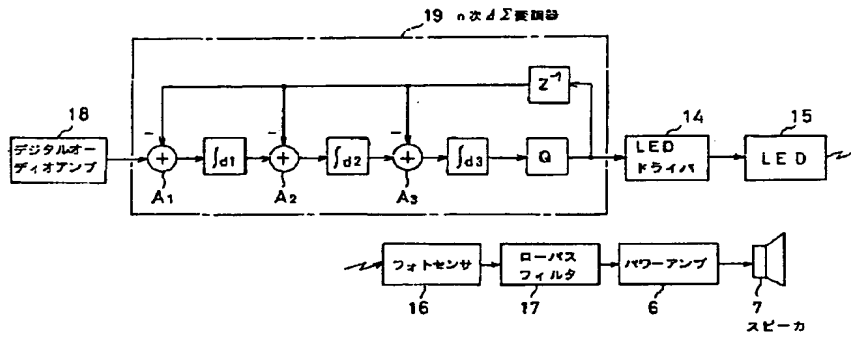 19 n次dΣ変調器
Z⁻¹
18
デジタルオー
ディオアンプ
−
+
A1
∫d1
−
+
A2
∫d2
−
+
A3
∫d3
Q
14
LED
ドライバ
15
LED
フォトセンサ
16
ローパス
フィルタ
17
パワーアンプ
6
7
スピーカ